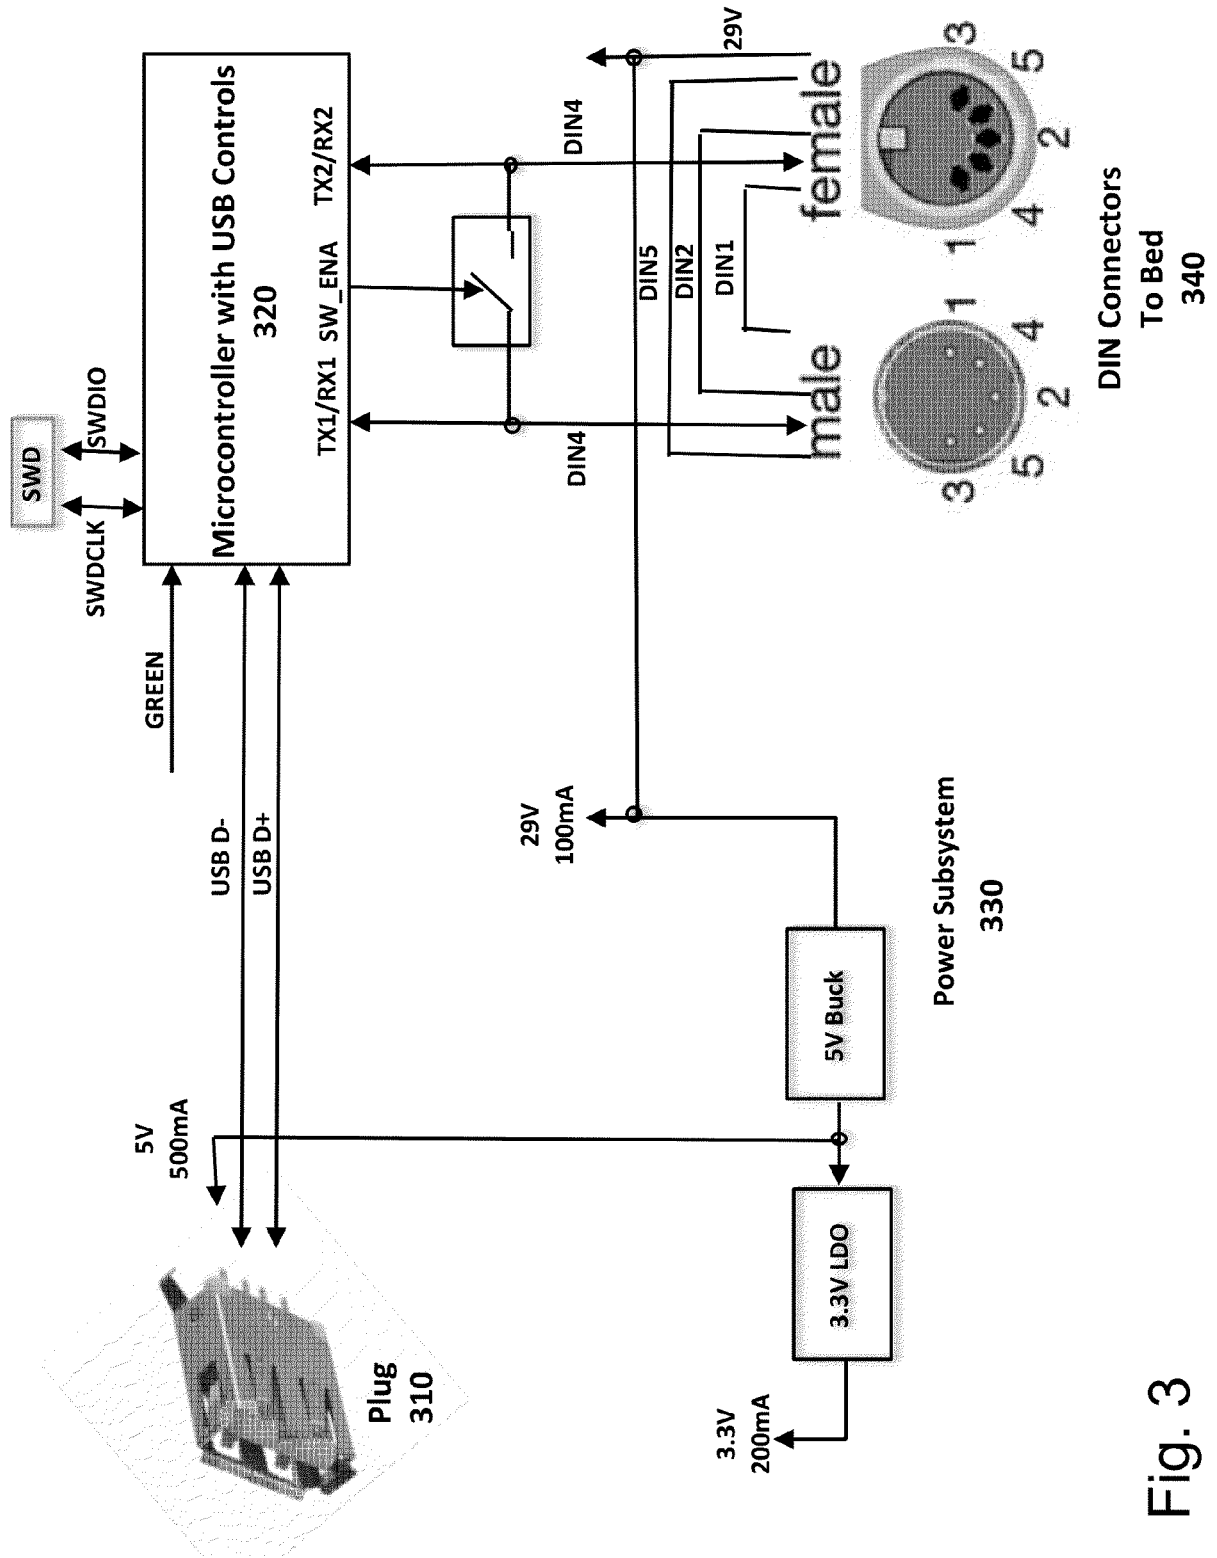 SWD
SWDCLK
SWDIO
GREEN
USB D-
USB D+
Microcontroller with USB Controls
320
TX1/RX1
SW_ENA
TX2/RX2
5V
500mA
Plug
310
29V
100mA
DIN4
DIN4
29V
DIN5
DIN2
DIN1
3.3V
200mA
3.3V LDO
5V Buck
Power Subsystem
330
male
female
3
5
2
4
1
1
4
2
5
3
DIN Connectors
To Bed
340
Fig. 3